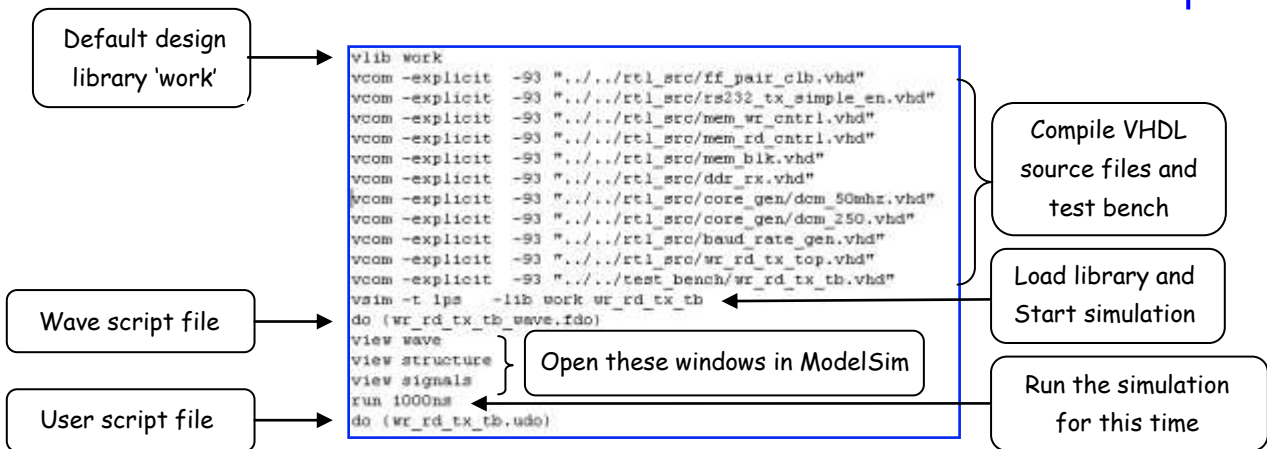 Default design
library ‘work’
vlib work
vcom -explicit -93 "../../rtl_src/ff_pair_clb.vhd"
vcom -explicit -93 "../../rtl_src/rs232_tx_simple_en.vhd"
vcom -explicit -93 "../../rtl_src/mem_wr_cntrl.vhd"
vcom -explicit -93 "../../rtl_src/mem_rd_cntrl.vhd"
vcom -explicit -93 "../../rtl_src/mem_blk.vhd"
vcom -explicit -93 "../../rtl_src/ddr_rx.vhd"
vcom -explicit -93 "../../rtl_src/core_gen/dcm_50mhz.vhd"
vcom -explicit -93 "../../rtl_src/core_gen/dcm_250.vhd"
vcom -explicit -93 "../../rtl_src/baud_rate_gen.vhd"
vcom -explicit -93 "../../rtl_src/wr_rd_tx_top.vhd"
vcom -explicit -93 "../../test_bench/wr_rd_tx_tb.vhd"
vsim -t 1ps -lib work wr_rd_tx_tb
do (wr_rd_tx_tb_wave.fdo)
view wave
view structure
view signals
run 1000ns
do (wr_rd_tx_tb.udo)
Compile VHDL
source files and
test bench
Load library and
Start simulation
Wave script file
Open these windows in ModelSim
Run the simulation
for this time
User script file